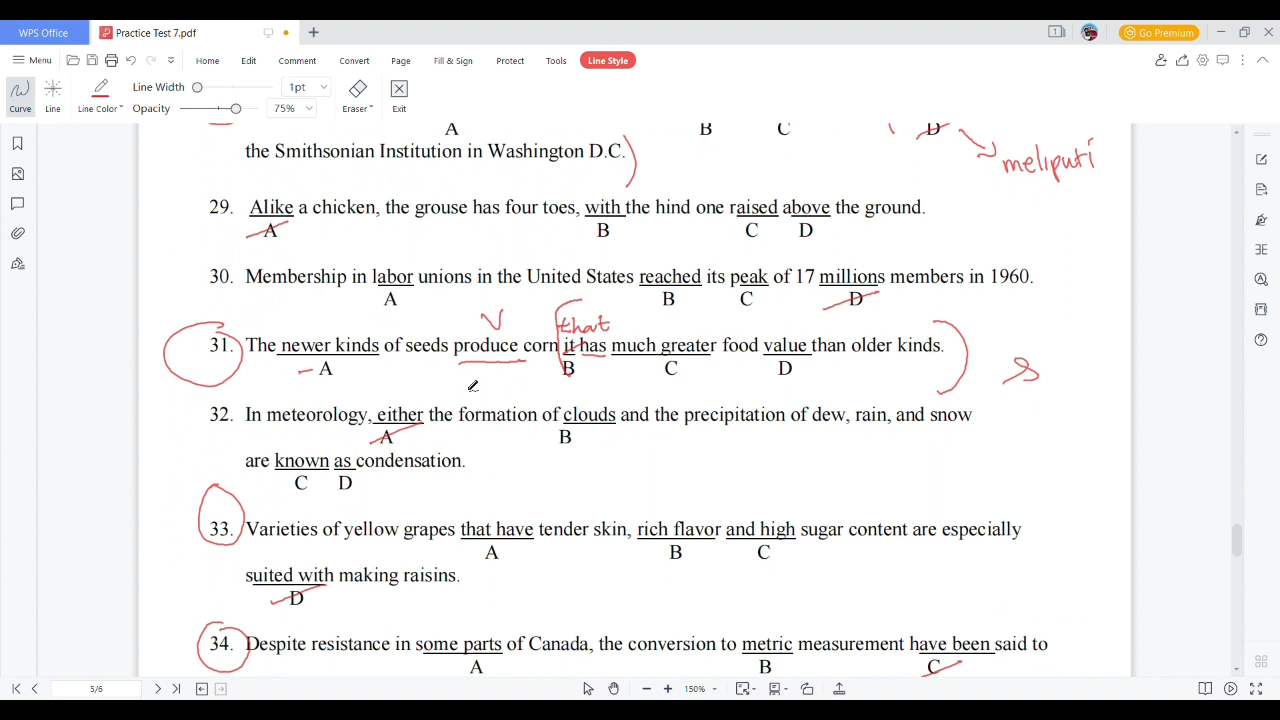 WPS Office
Practice Test 7.pdf
1
Go Premium
Menu
Home
Edit
Comment
Convert
Page
Fill & Sign
Protect
Tools
Line Style
Curve
Line
Line Color
Line Width
1pt
Opacity
75%
Eraser
Exit
A B C D
the Smithsonian Institution in Washington D.C.
meliputi
29. Alike a chicken, the grouse has four toes, with the hind one raised above the ground.
A B C D
30. Membership in labor unions in the United States reached its peak of 17 millions members in 1960.
A B C D
V that
31. The newer kinds of seeds produce corn it has much greater food value than older kinds.
A B C D
32. In meteorology, either the formation of clouds and the precipitation of dew, rain, and snow
A B
are known as condensation.
C D
33. Varieties of yellow grapes that have tender skin, rich flavor and high sugar content are especially
A B C
suited with making raisins.
D
34. Despite resistance in some parts of Canada, the conversion to metric measurement have been said to
A B C
5/6
150%